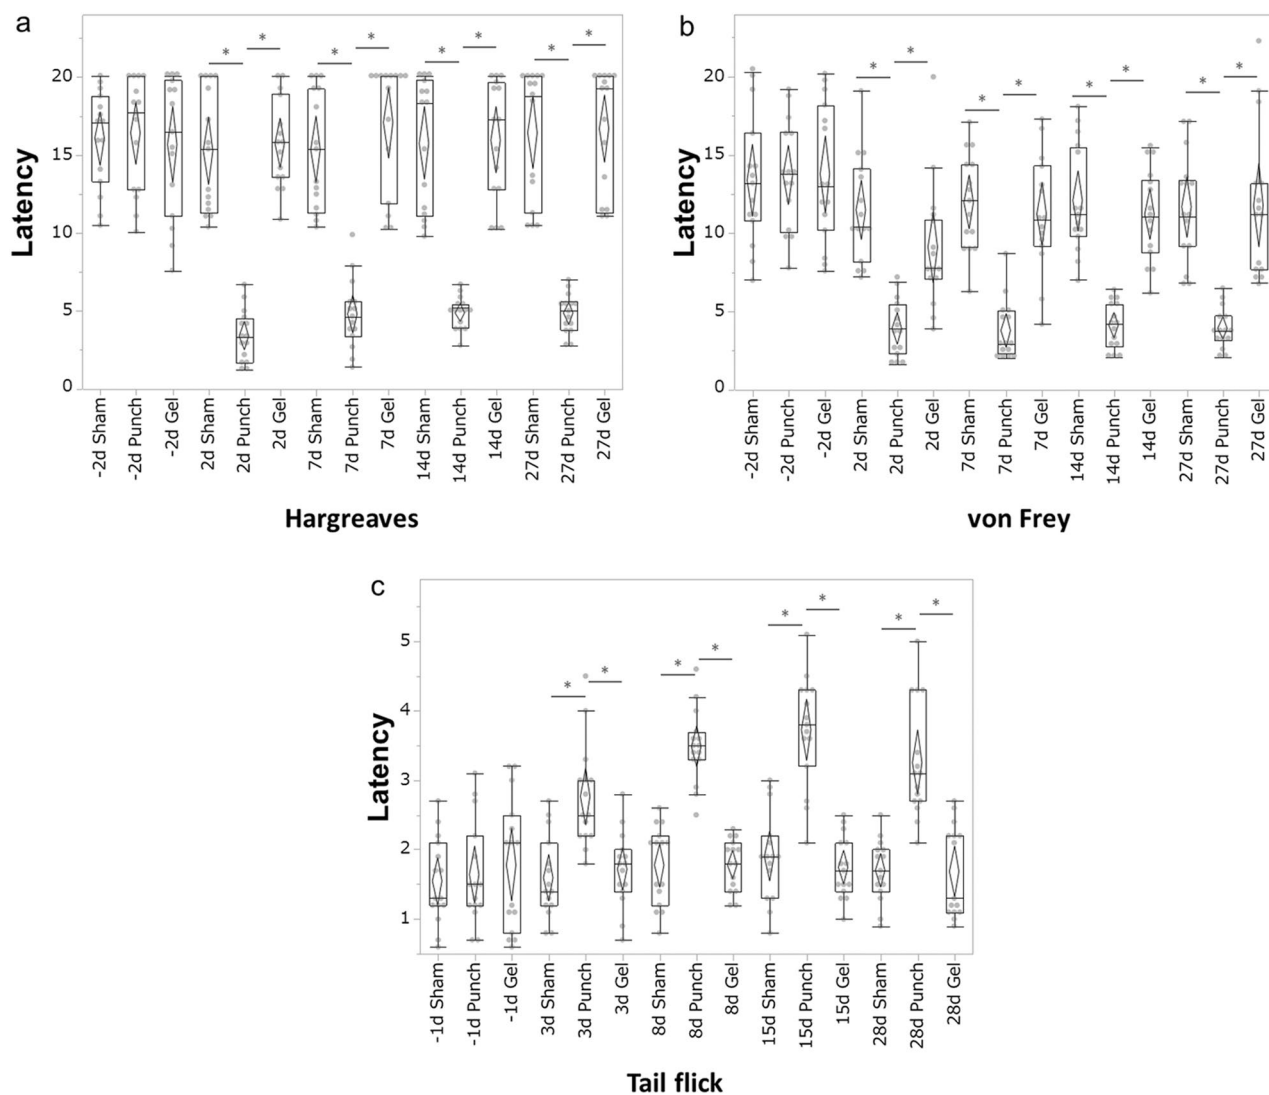 a
* * * * * * * *
20
15
10
5
0
Latency
-2d Sham
-2d Punch
-2d Gel
2d Sham
2d Punch
2d Gel
7d Sham
7d Punch
7d Gel
14d Sham
14d Punch
14d Gel
27d Sham
27d Punch
27d Gel
Hargreaves
b
* * * * * * * *
20
15
10
5
0
Latency
-2d Sham
-2d Punch
-2d Gel
2d Sham
2d Punch
2d Gel
7d Sham
7d Punch
7d Gel
14d Sham
14d Punch
14d Gel
27d Sham
27d Punch
27d Gel
von Frey
c
* * * * * * * *
5
4
3
2
1
Latency
-1d Sham
-1d Punch
-1d Gel
3d Sham
3d Punch
3d Gel
8d Sham
8d Punch
8d Gel
15d Sham
15d Punch
15d Gel
28d Sham
28d Punch
28d Gel
Tail flick